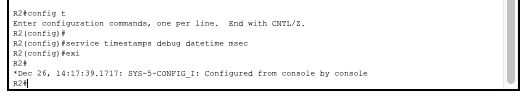 R2#config t
Enter configuration commands, one per line.  End with CNTL/Z.
R2(config)#
R2(config)#service timestamps debug datetime msec
R2(config)#exi
R2#
*Dec 26, 14:17:39.1717: SYS-5-CONFIG_I: Configured from console by console
R2#